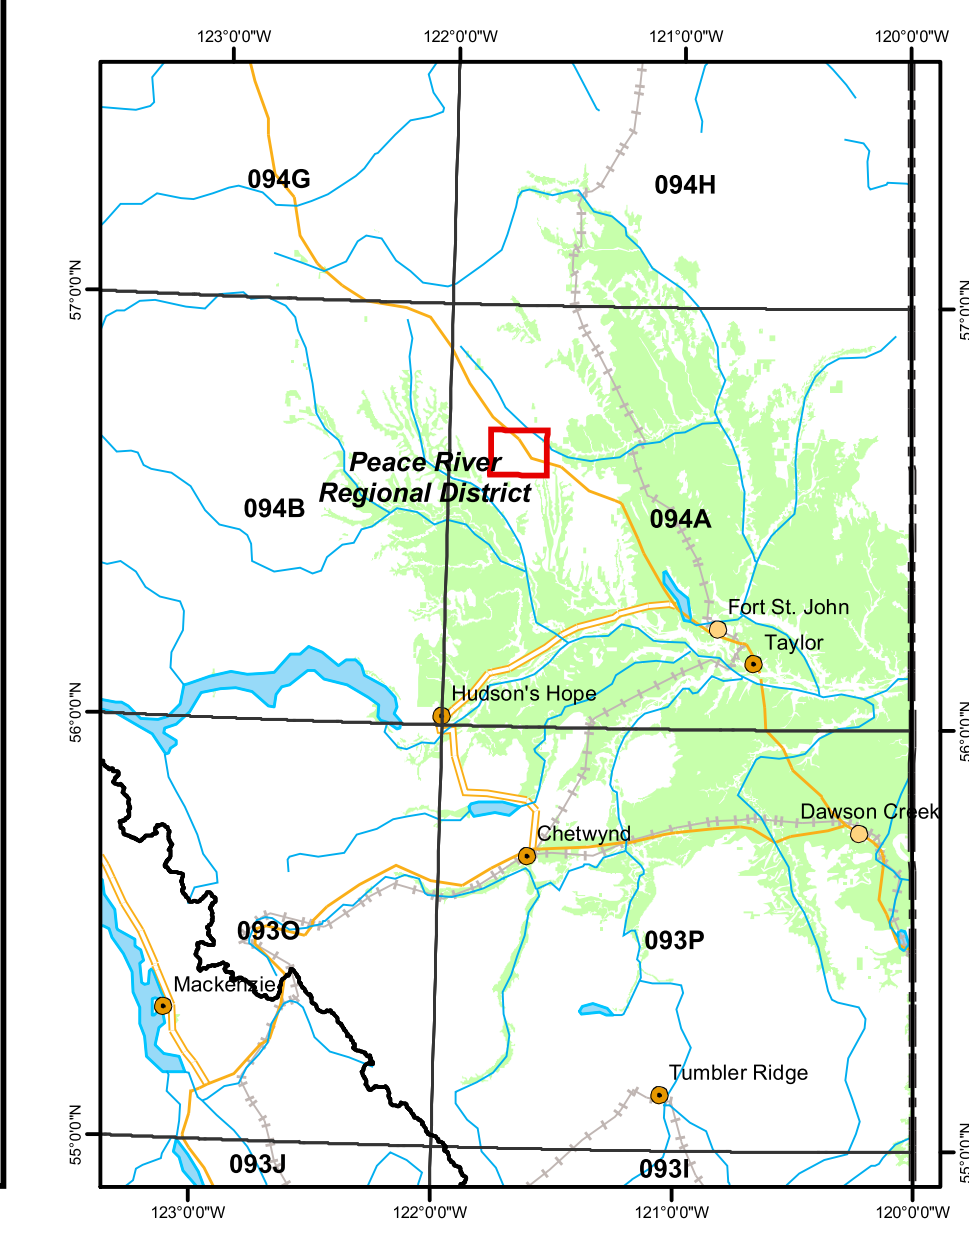 123°0'0"W 122°0'0"W 121°0'0"W 120°0'0"W
094G
094H
57°0'0"N
57°0'0"N
Peace River
Regional District
094B
094A
Fort St. John
Taylor
Hudson's Hope
56°0'0"N
56°0'0"N
Dawson Creek
Chetwynd
093O
093P
Mackenzie
Tumbler Ridge
55°0'0"N
55°0'0"N
093J
093I
123°0'0"W 122°0'0"W 121°0'0"W 120°0'0"W